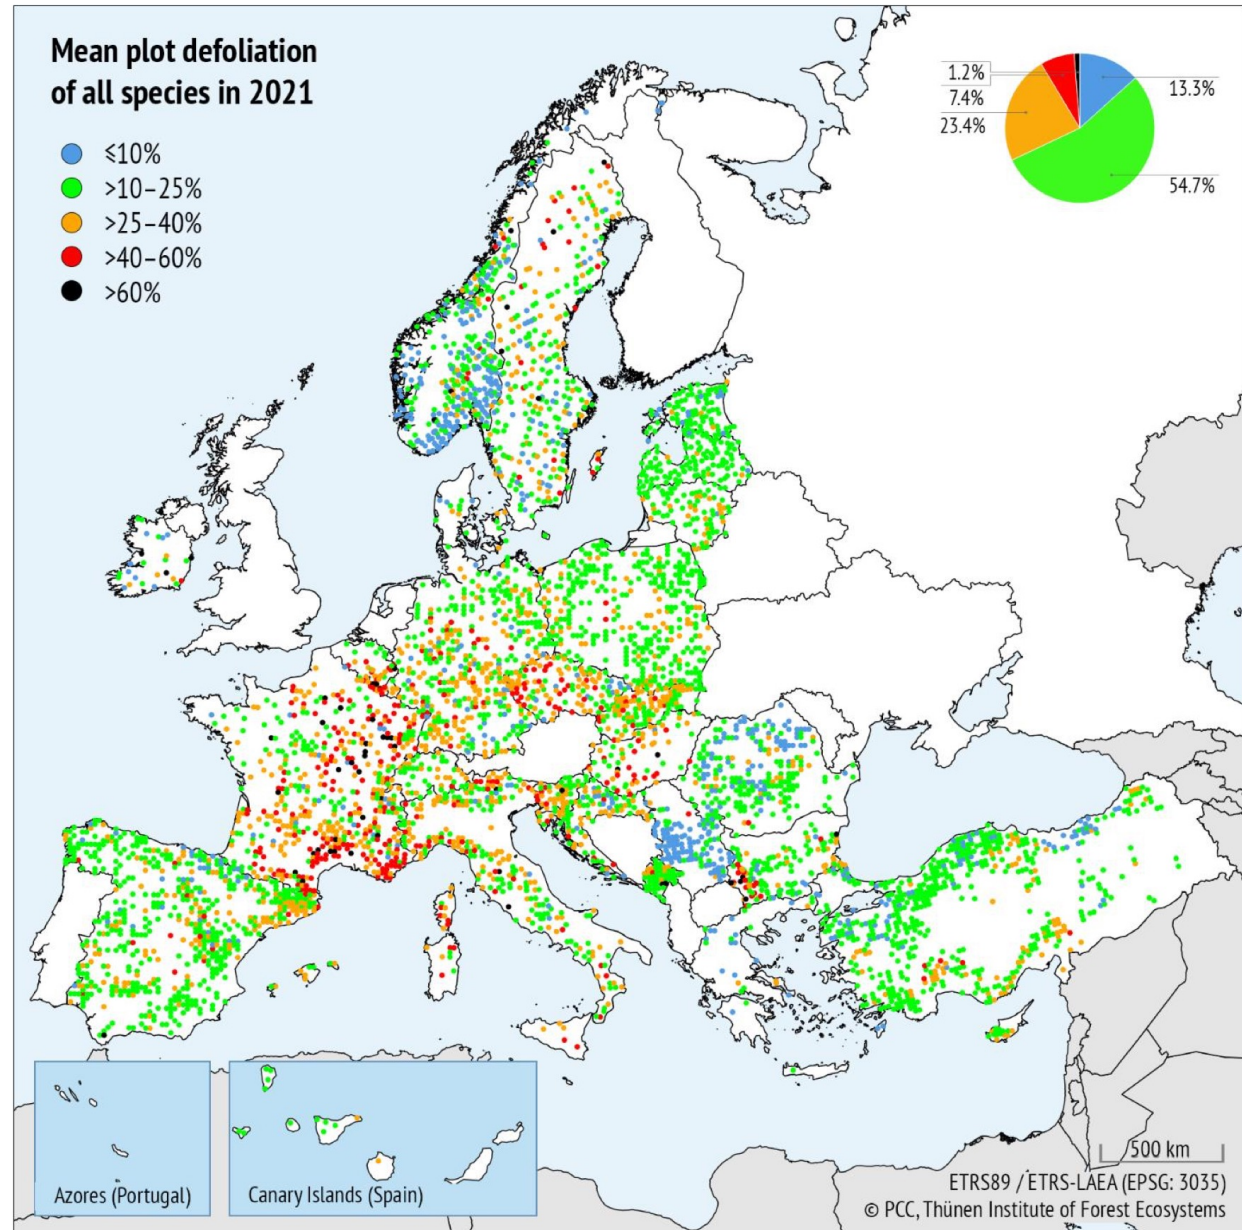 Mean plot defoliation
of all species in 2021
≤10%
>10–25%
>25–40%
>40–60%
>60%
1.2%
7.4%
23.4%
13.3%
54.7%
Azores (Portugal)
Canary Islands (Spain)
500 km
ETRS89 / ETRS-LAEA (EPSG: 3035)
© PCC, Thünen Institute of Forest Ecosystems